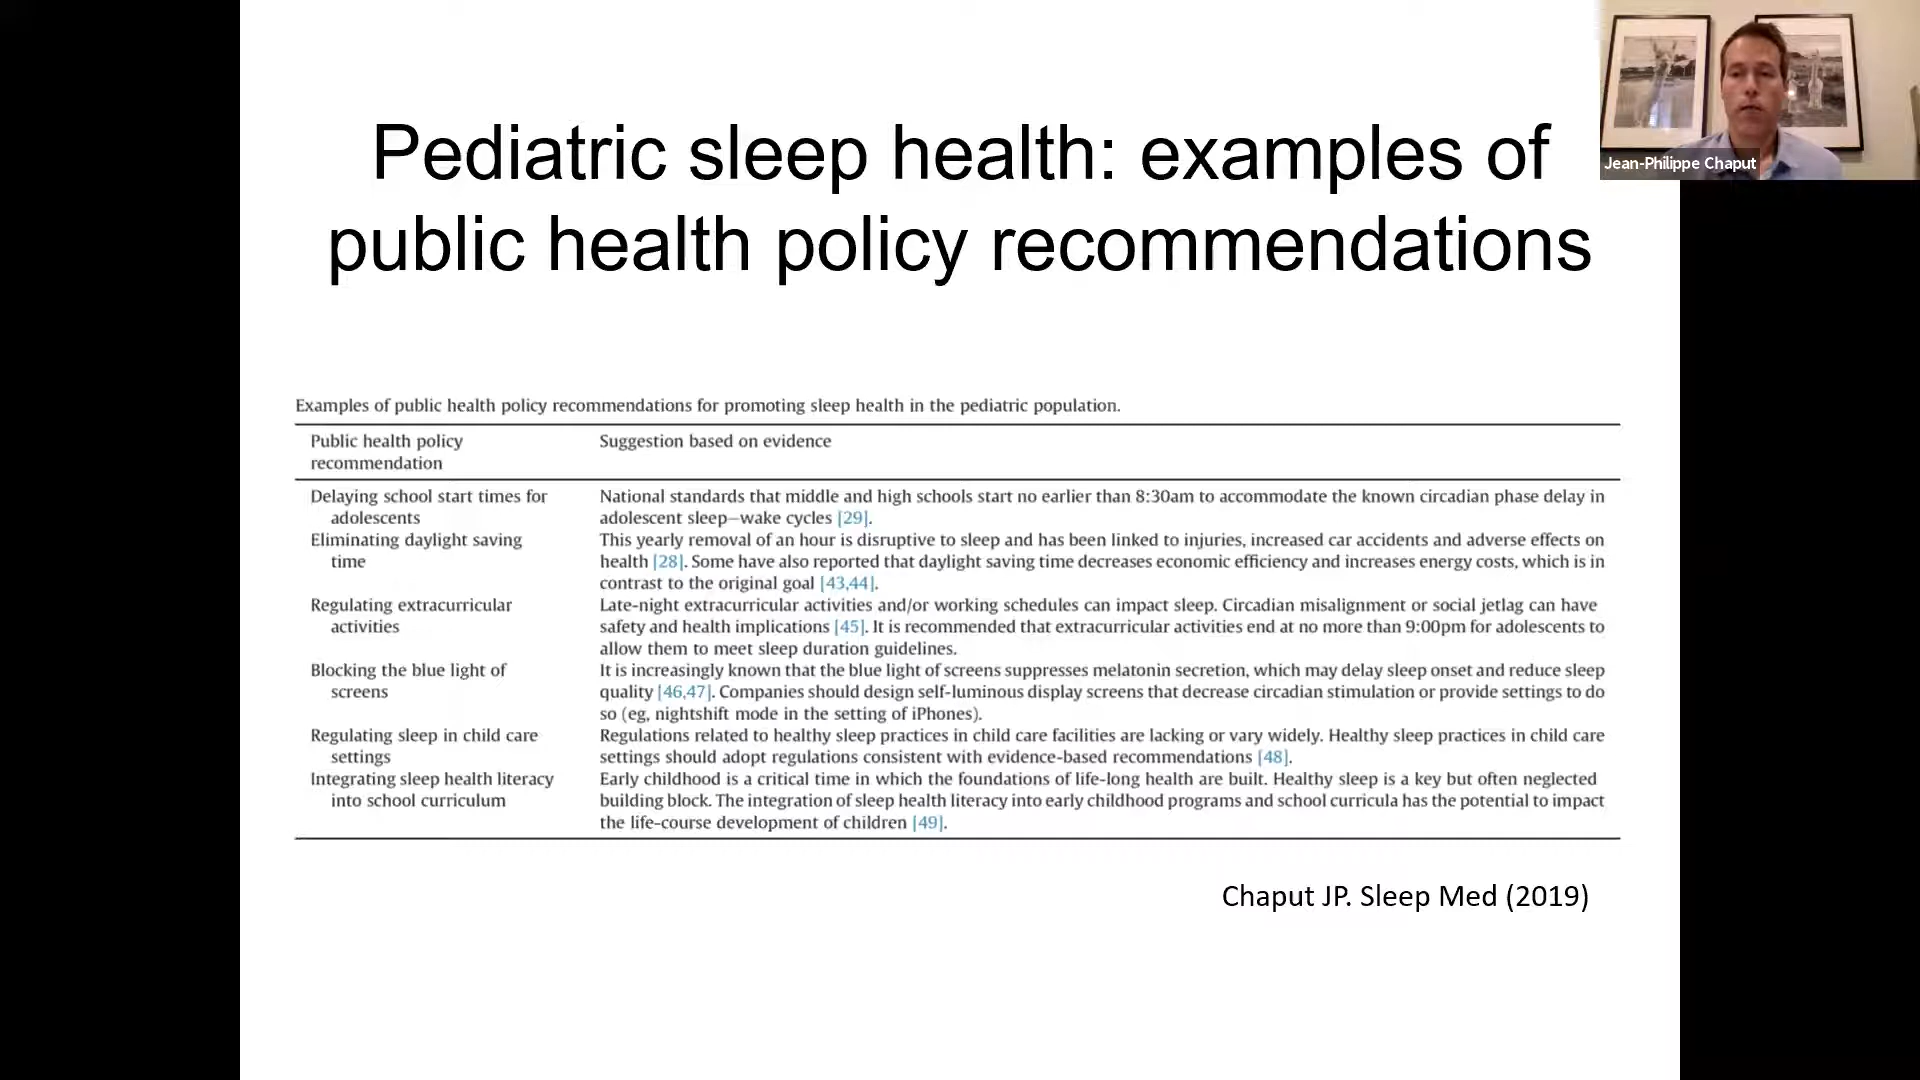 Pediatric sleep health: examples of
public health policy recommendations
Jean-Philippe Chaput
Examples of public health policy recommendations for promoting sleep health in the pediatric population.
Public health policy
recommendation
Suggestion based on evidence
Delaying school start times for
adolescents
National standards that middle and high schools start no earlier than 8:30am to accommodate the known circadian phase delay in
adolescent sleep–wake cycles [29].
Eliminating daylight saving
time
This yearly removal of an hour is disruptive to sleep and has been linked to injuries, increased car accidents and adverse effects on
health [28]. Some have also reported that daylight saving time decreases economic efficiency and increases energy costs, which is in
contrast to the original goal [43,44].
Regulating extracurricular
activities
Late-night extracurricular activities and/or working schedules can impact sleep. Circadian misalignment or social jetlag can have
safety and health implications [45]. It is recommended that extracurricular activities end at no more than 9:00pm for adolescents to
allow them to meet sleep duration guidelines.
Blocking the blue light of
screens
It is increasingly known that the blue light of screens suppresses melatonin secretion, which may delay sleep onset and reduce sleep
quality [46,47]. Companies should design self-luminous display screens that decrease circadian stimulation or provide settings to do
so (eg, nightshift mode in the setting of iPhones).
Regulating sleep in child care
settings
Regulations related to healthy sleep practices in child care facilities are lacking or vary widely. Healthy sleep practices in child care
settings should adopt regulations consistent with evidence-based recommendations [48].
Integrating sleep health literacy
into school curriculum
Early childhood is a critical time in which the foundations of life-long health are built. Healthy sleep is a key but often neglected
building block. The integration of sleep health literacy into early childhood programs and school curricula has the potential to impact
the life-course development of children [49].
Chaput JP. Sleep Med (2019)